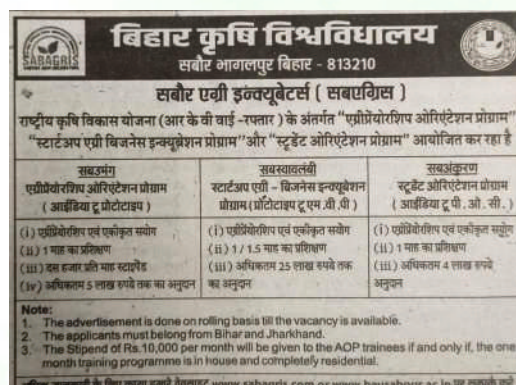 SABAGRIS
बिहार कृषि विश्वविद्यालय
सबौर भागलपुर बिहार - 813210
सबौर एग्री इन्क्यूबेटर्स ( सबएग्रिस )
राष्ट्रीय कृषि विकास योजना (आर के वी वाई -रफ्तार ) के अंतर्गत "एग्रीप्रेंयोरशिप ओरिएंटेशन प्रोग्राम"
"स्टार्टअप एग्री बिजनेस इन्क्यूबेशन प्रोग्राम" और "स्टूडेंट ओरिएंटेशन प्रोग्राम" आयोजित कर रहा है
सबउमंग
एग्रीप्रेंयोरशिप ओरिएंटेशन प्रोग्राम
( आईडिया टू प्रोटोटाइप )
(i) एग्रीप्रेंयोरशिप एवं एकीकृत सयोग
(ii) 1 माह का प्रशिक्षण
(iii) दस हजार प्रति माह स्टाइपेंड
(iv) अधिकतम 5 लाख रुपये तक का अनुदान
सबस्वावलंबी
स्टार्टअप एग्री - बिजनेस इन्क्यूबेशन
प्रोग्राम (प्रोटोटाइप टू एम. वी. पी )
(i) एग्रीप्रेंयोरशिप एवं एकीकृत सयोग
(ii) 1 / 1.5 माह का प्रशिक्षण
(iii) अधिकतम 25 लाख रुपये तक
का अनुदान
सबअंकुरण
स्टूडेंट ओरिएंटेशन प्रोग्राम
(आईडिया टू पी . ओ . सी .)
(i) एग्रीप्रेंयोरशिप एवं एकीकृत सयोग
(ii) 1 माह का प्रशिक्षण
(iii) अधिकतम 4 लाख रुपये
अनुदान
Note:
1. The advertisement is done on rolling basis till the vacancy is available.
2. The applicants must belong from Bihar and Jharkhand.
3. The Stipend of Rs.10,000 per month will be given to the AOP trainees if and only if, the one
month training programme is in house and completely residential.